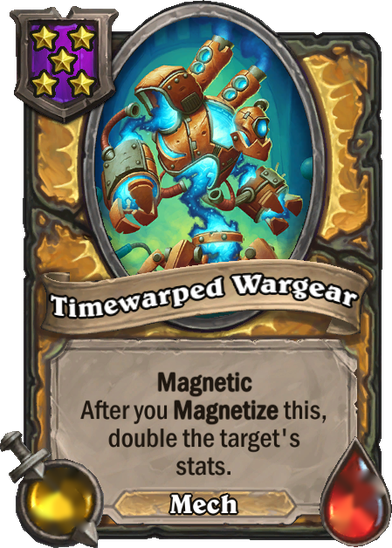 Timewarped Wargear
Magnetic
After you Magnetize this,
double the target's
stats.
Mech